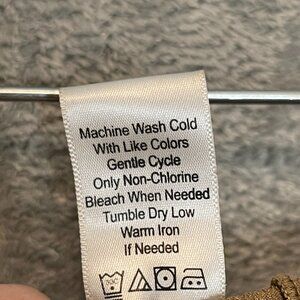 Machine Wash Cold
With Like Colors
Gentle Cycle
Only Non-Chlorine
Bleach When Needed
Tumble Dry Low
Warm Iron
If Needed